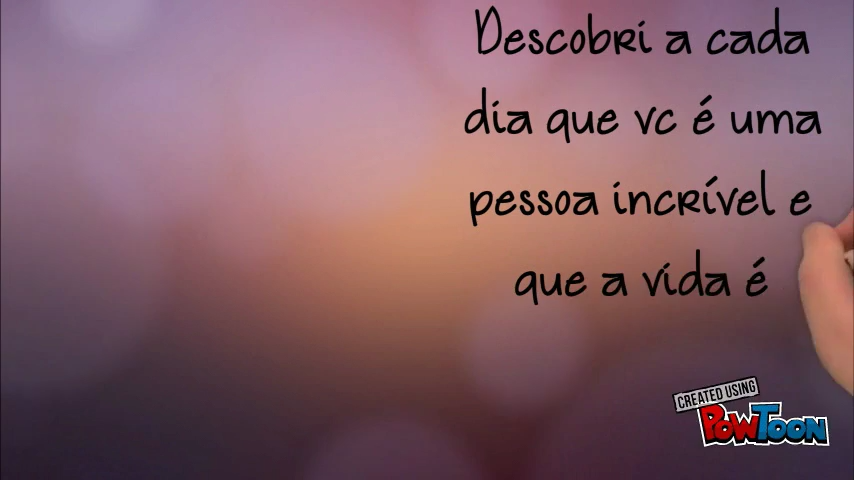 Descobri a cada
dia que vc é uma
pessoa incrível e
que a vida é
CREATED USING
POWTOON